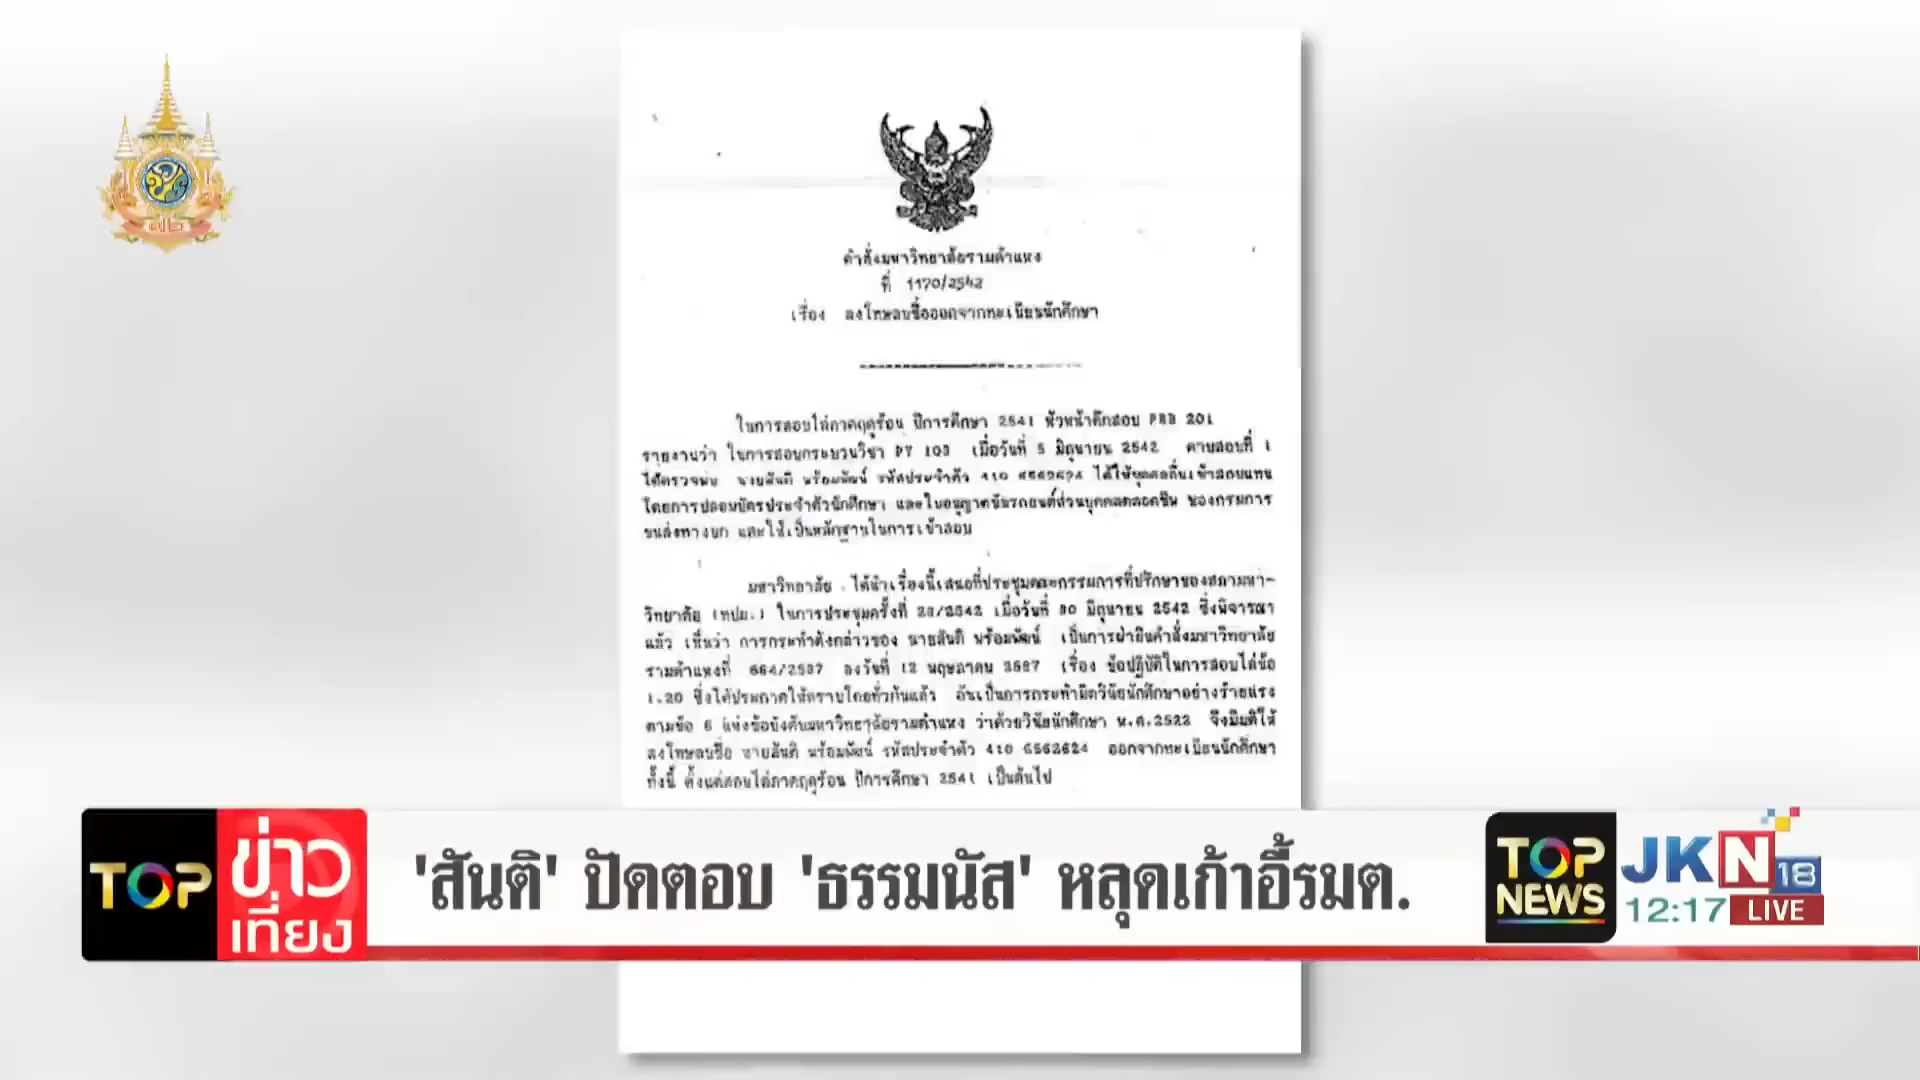 ๗๒
คำสั่งมหาวิทยาลัยรามคำแหง
ที่ 1170/2542
เรื่อง ลงโทษลบชื่อออกจากทะเบียนนักศึกษา
ในการสอบไล่ภาคฤดูร้อน ปีการศึกษา 2541 หัวหน้าตึกสอบ PRB 201
รายงานว่า ในการสอบกระบวนวิชา PY 103 เมื่อวันที่ 5 มิถุนายน 2542 คาบสอบที่ 1
ได้ตรวจพบ นายสันติ พร้อมพัฒน์ รหัสประจำตัว 410 6562624 ได้ใช้บุคคลอื่นเข้าสอบแทน
โดยการปลอมบัตรประจำตัวนักศึกษา และใบอนุญาตขับรถยนต์ส่วนบุคคลตลอดชีพ ของกรมการ
ขนส่งทางบก และใช้เป็นหลักฐานในการเข้าสอบ
มหาวิทยาลัย ได้นำเรื่องนี้เสนอที่ประชุมคณะกรรมการที่ปรึกษาของสภามหา-
วิทยาลัย (ทปม.) ในการประชุมครั้งที่ /2542 เมื่อวันที่ 30 มิถุนายน 2542 ซึ่งพิจารณา
แล้ว เห็นว่า การกระทำดังกล่าวของ นายสันติ พร้อมพัฒน์ เป็นการฝ่าฝืนคำสั่งมหาวิทยาลัย
รามคำแหงที่ 664/2537 ลงวันที่ 12 พฤษภาคม 2537 เรื่อง ข้อปฏิบัติในการสอบไล่ข้อ
1.20 ซึ่งได้ประกาศให้ทราบโดยทั่วกันแล้ว อันเป็นการกระทำผิดวินัยนักศึกษาอย่างร้ายแรง
ตามข้อ 6 แห่งข้อบังคับมหาวิทยาลัยรามคำแหง ว่าด้วยวินัยนักศึกษา พ.ศ.2522 จึงมีมติให้
ลงโทษลบชื่อ นายสันติ พร้อมพัฒน์ รหัสประจำตัว 410 6562624 ออกจากทะเบียนนักศึกษา
ทั้งนี้ ตั้งแต่สอบไล่ภาคฤดูร้อน ปีการศึกษา 2541 เป็นต้นไป
TOP ข่าวเที่ยง
'สันติ' ปัดตอบ 'ธรรมนัส' หลุดเก้าอี้รมต.
TOP NEWS
JKN 18
12:17 LIVE